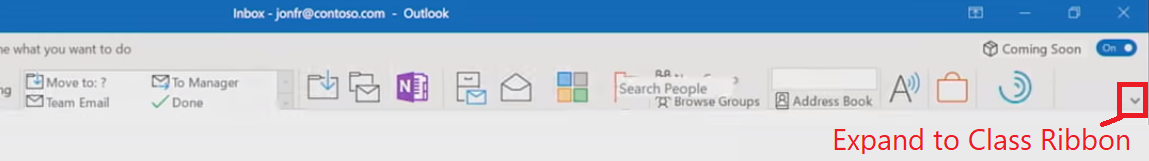 Inbox - jonfr@contoso.com - Outlook
me what you want to do
Coming Soon
On
Move to: ?
To Manager
Search People
Team Email
Done
Browse Groups
Address Book
Expand to Class Ribbon